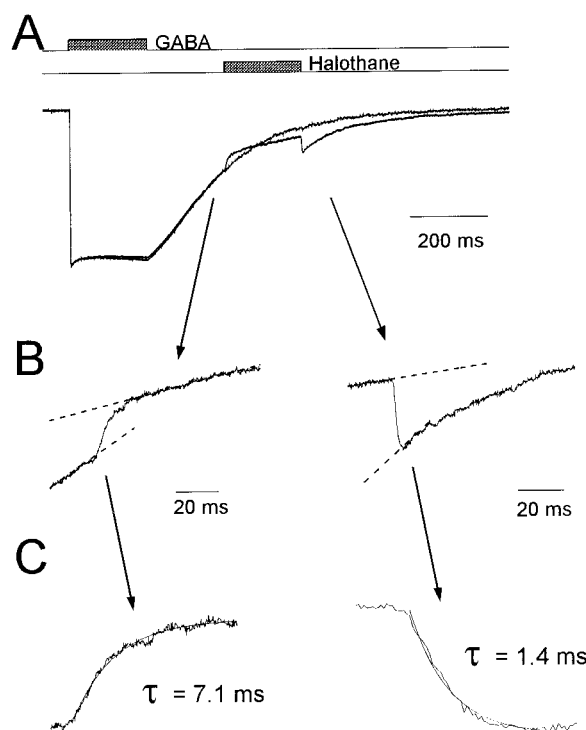 A
GABA
Halothane
200 ms
B
20 ms
20 ms
C
τ = 7.1 ms
τ = 1.4 ms